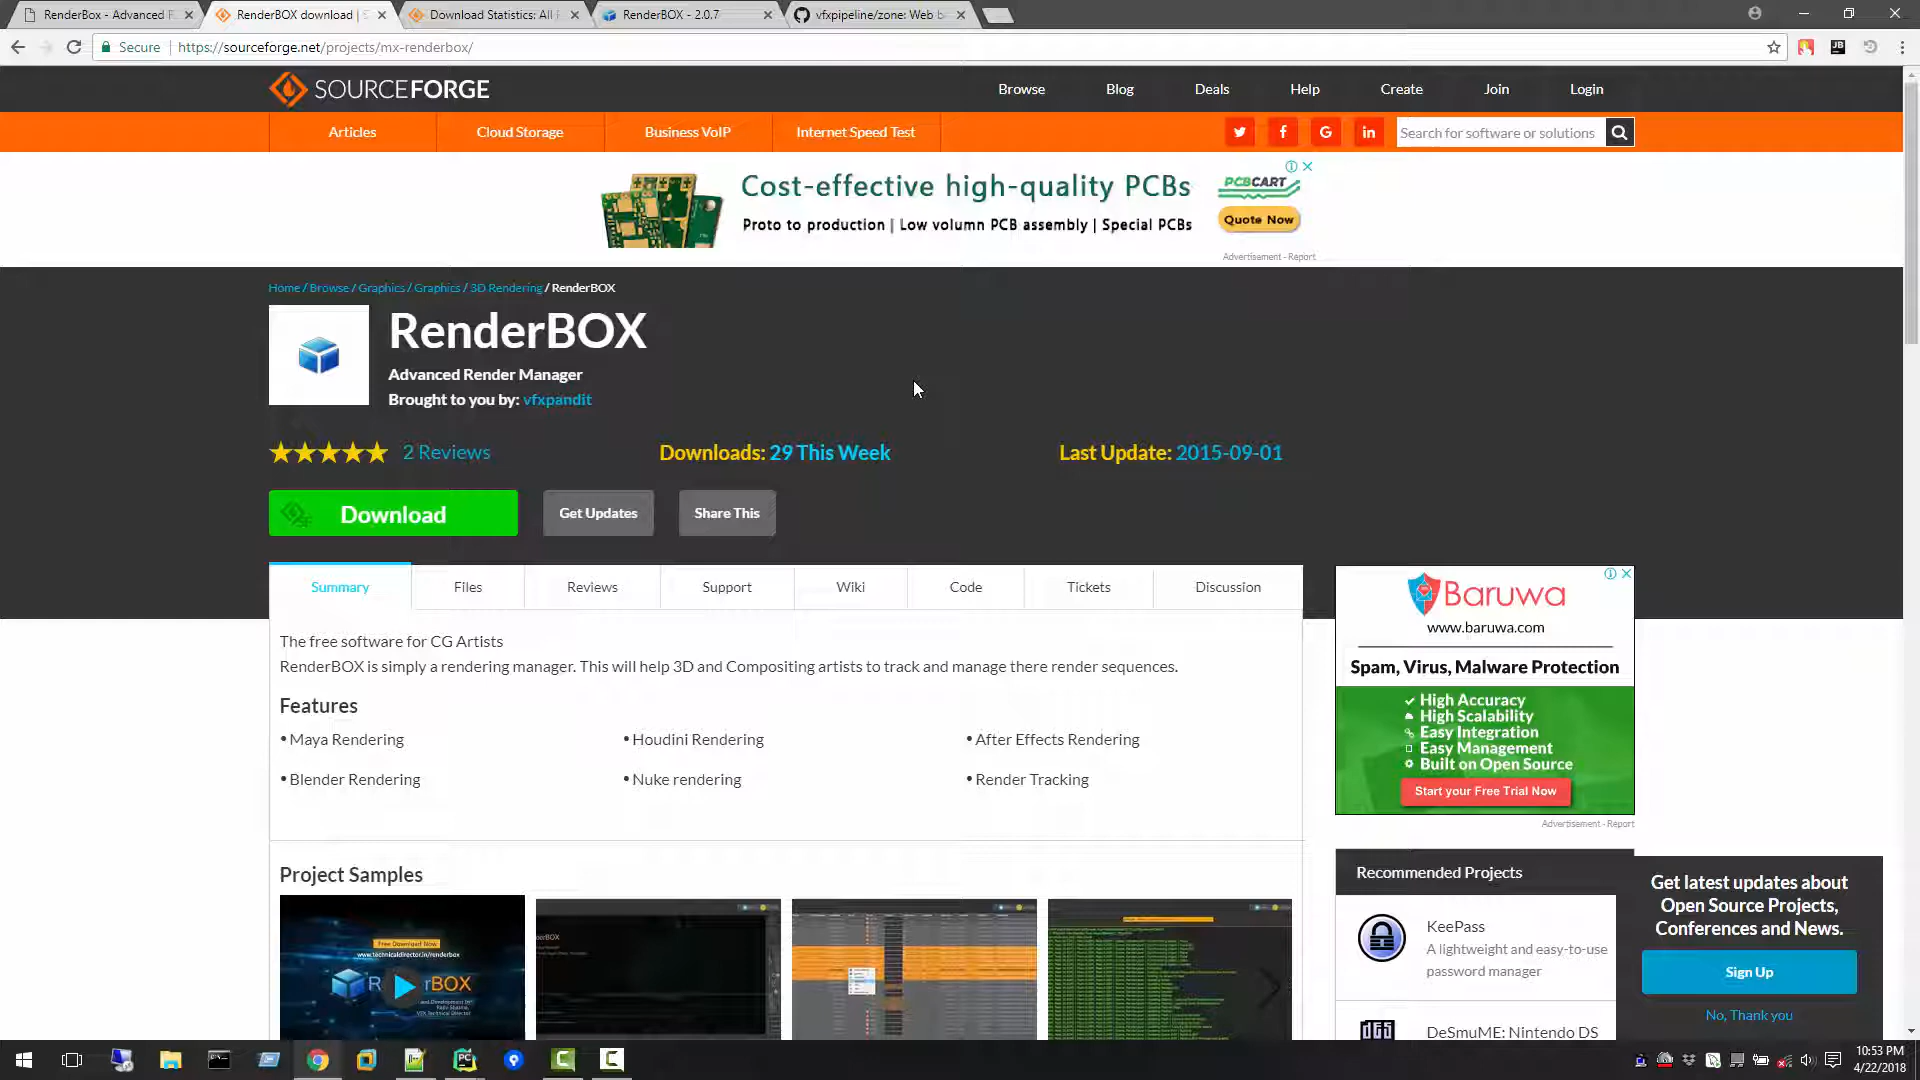 RenderBox - Advanced R
RenderBOX download | S
Download Statistics: All F
RenderBOX - 2.0.7
vfxpipeline/zone: Web b
Secure
https://sourceforge.net/projects/mx-renderbox/
SOURCEFORGE
Browse
Blog
Deals
Help
Create
Join
Login
Articles
Cloud Storage
Business VoIP
Internet Speed Test
Search for software or solutions
Cost-effective high-quality PCBs
Proto to production | Low volumn PCB assembly | Special PCBs
PCBCART
Quote Now
Advertisement - Report
Home / Browse / Graphics / Graphics / 3D Rendering / RenderBOX
RenderBOX
Advanced Render Manager
Brought to you by: vfxpandit
2 Reviews
Downloads: 29 This Week
Last Update: 2015-09-01
Download
Get Updates
Share This
Summary
Files
Reviews
Support
Wiki
Code
Tickets
Discussion
The free software for CG Artists
RenderBOX is simply a rendering manager. This will help 3D and Compositing artists to track and manage there render sequences.
Features
• Maya Rendering
• Houdini Rendering
• After Effects Rendering
• Blender Rendering
• Nuke rendering
• Render Tracking
Project Samples
Free Download Now
www.technicaldirector.in/renderbox
Baruwa
www.baruwa.com
Spam, Virus, Malware Protection
High Accuracy
High Scalability
Easy Integration
Easy Management
Built on Open Source
Start your Free Trial Now
Advertisement - Report
Recommended Projects
KeePass
A lightweight and easy-to-use
password manager
DeSmuME: Nintendo DS
Get latest updates about
Open Source Projects,
Conferences and News.
Sign Up
No, Thank you
10:53 PM
4/22/2018